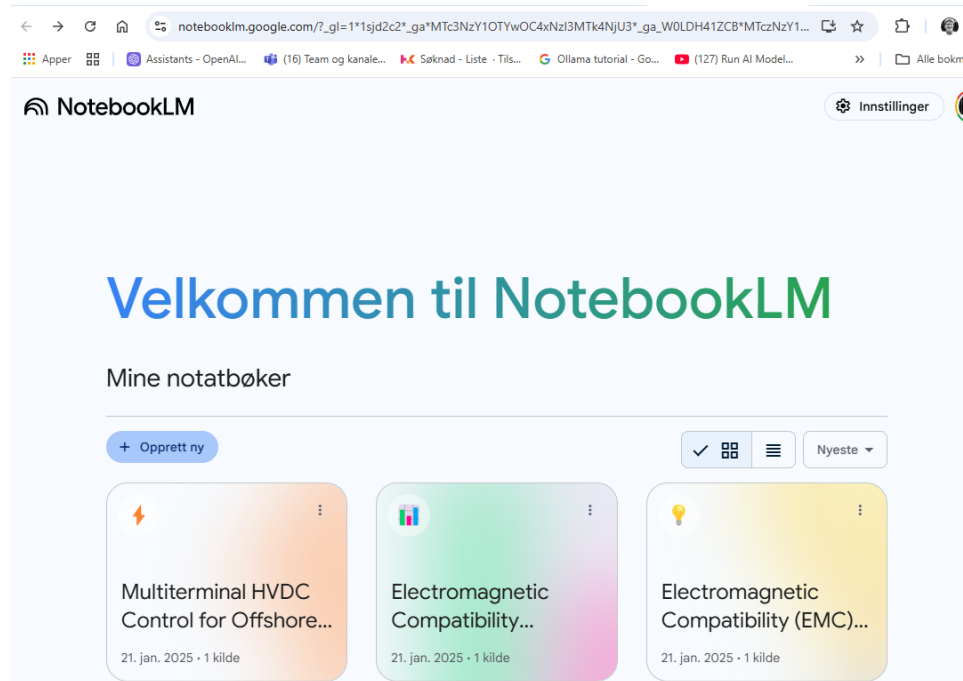 notebooklm.google.com/?_gl=1*1sjd2c2*_ga*MTc3NzY1OTYwOC4xNzI3MTk4NjU3*_ga_W0LDH41ZCB*MTczNzY1...
Apper Assistants - OpenAI... (16) Team og kanale... Søknad - Liste · Tils... Ollama tutorial - Go... (127) Run AI Model... » Alle bokm
NotebookLM Innstillinger
Velkommen til NotebookLM
Mine notatbøker
+ Opprett ny Nyeste
Multiterminal HVDC
Control for Offshore...
21. jan. 2025 · 1 kilde
Electromagnetic
Compatibility...
21. jan. 2025 · 1 kilde
Electromagnetic
Compatibility (EMC)...
21. jan. 2025 · 1 kilde